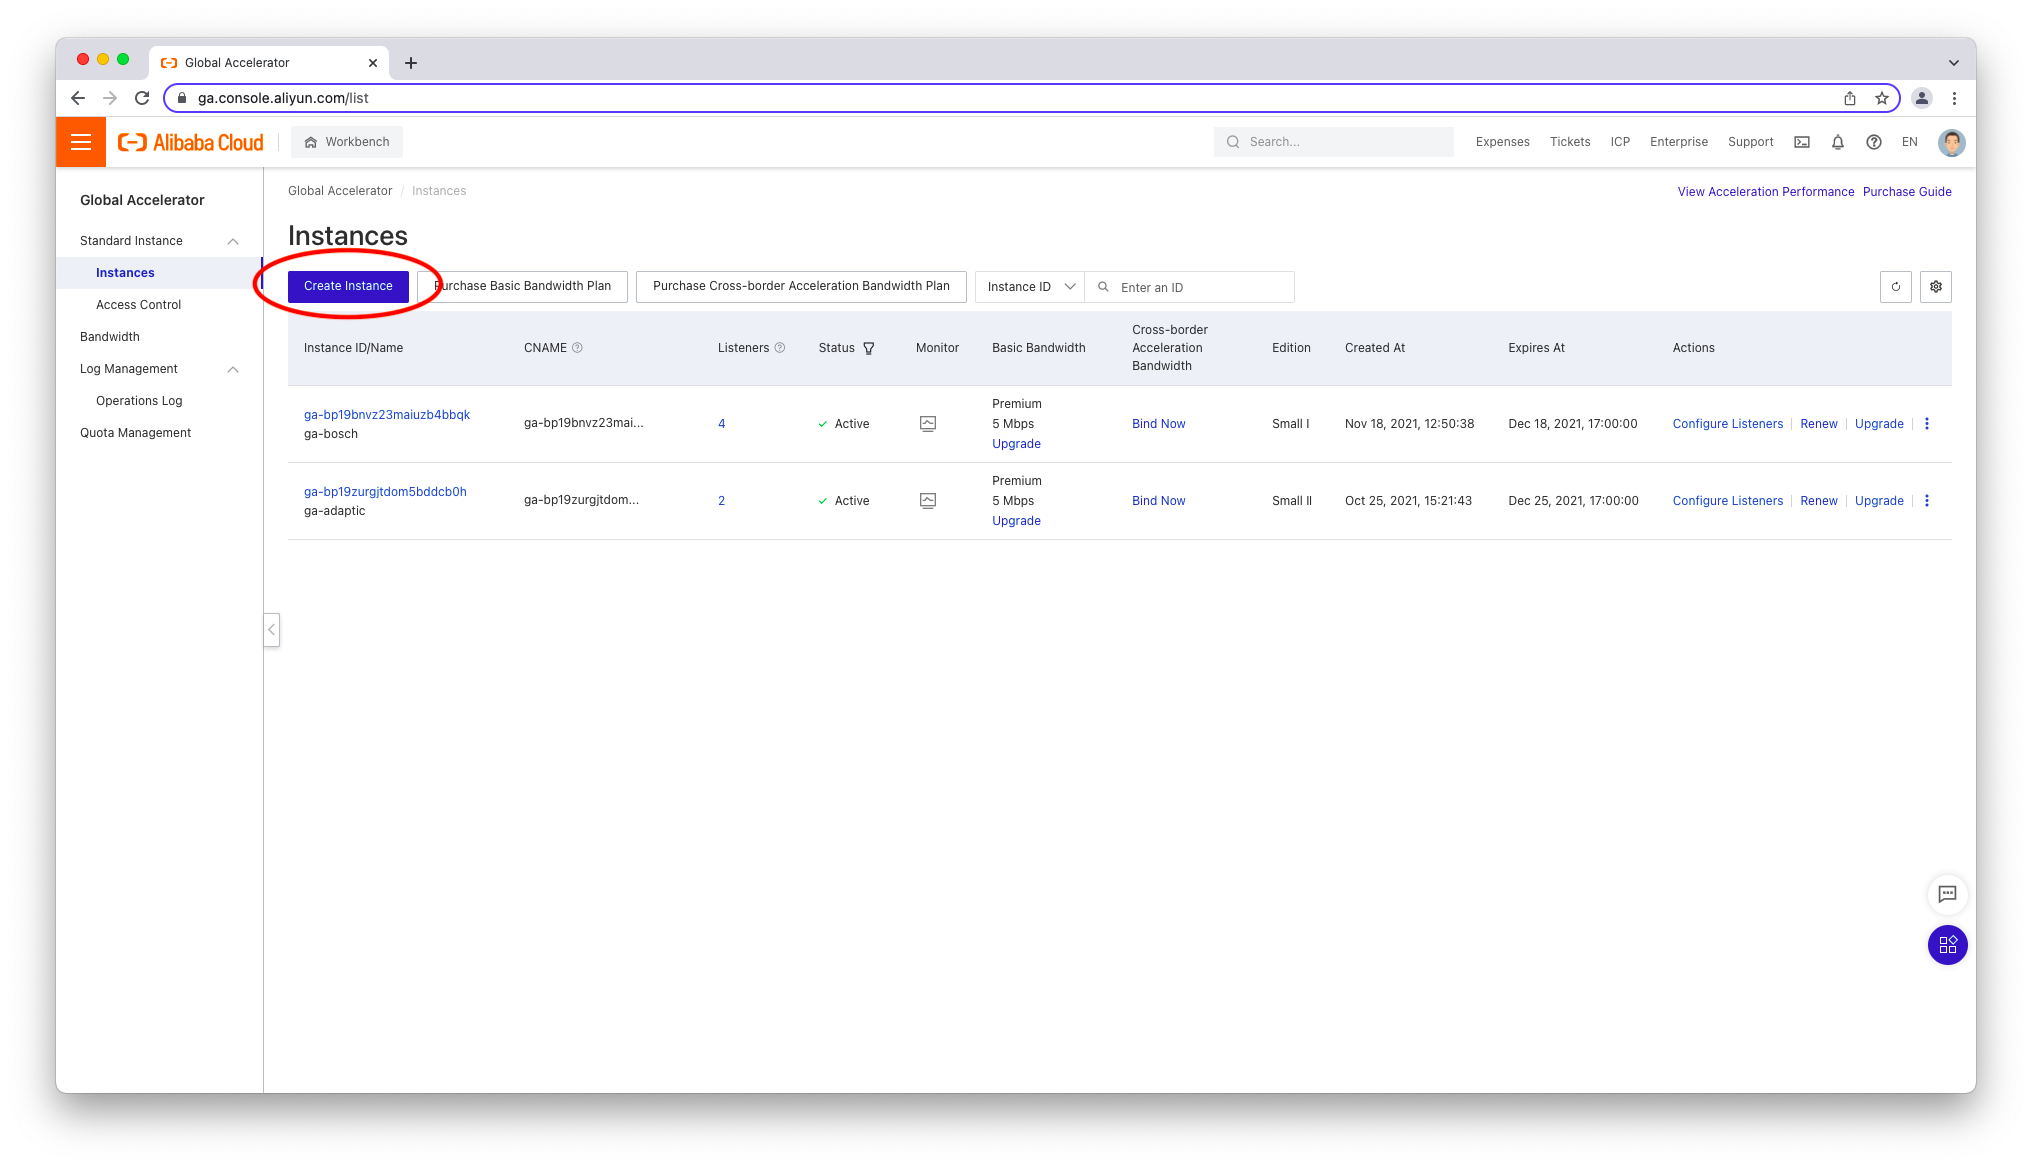 Global Accelerator
ga.console.aliyun.com/list
Alibaba Cloud
Workbench
Search...
Expenses
Tickets
ICP
Enterprise
Support
EN
Global Accelerator
Standard Instance
Instances
Access Control
Bandwidth
Log Management
Operations Log
Quota Management
Global Accelerator / Instances
View Acceleration Performance
Purchase Guide
Instances
Create Instance
Purchase Basic Bandwidth Plan
Purchase Cross-border Acceleration Bandwidth Plan
Instance ID
Enter an ID
Instance ID/Name
CNAME
Listeners
Status
Monitor
Basic Bandwidth
Cross-border
Acceleration
Bandwidth
Edition
Created At
Expires At
Actions
ga-bp19bnvz23maiuzb4bbqk
ga-bosch
ga-bp19bnvz23mai...
4
Active
Premium
5 Mbps
Upgrade
Bind Now
Small I
Nov 18, 2021, 12:50:38
Dec 18, 2021, 17:00:00
Configure Listeners
Renew
Upgrade
ga-bp19zurgjtdom5bddcb0h
ga-adaptic
ga-bp19zurgjtdom...
2
Active
Premium
5 Mbps
Upgrade
Bind Now
Small II
Oct 25, 2021, 15:21:43
Dec 25, 2021, 17:00:00
Configure Listeners
Renew
Upgrade